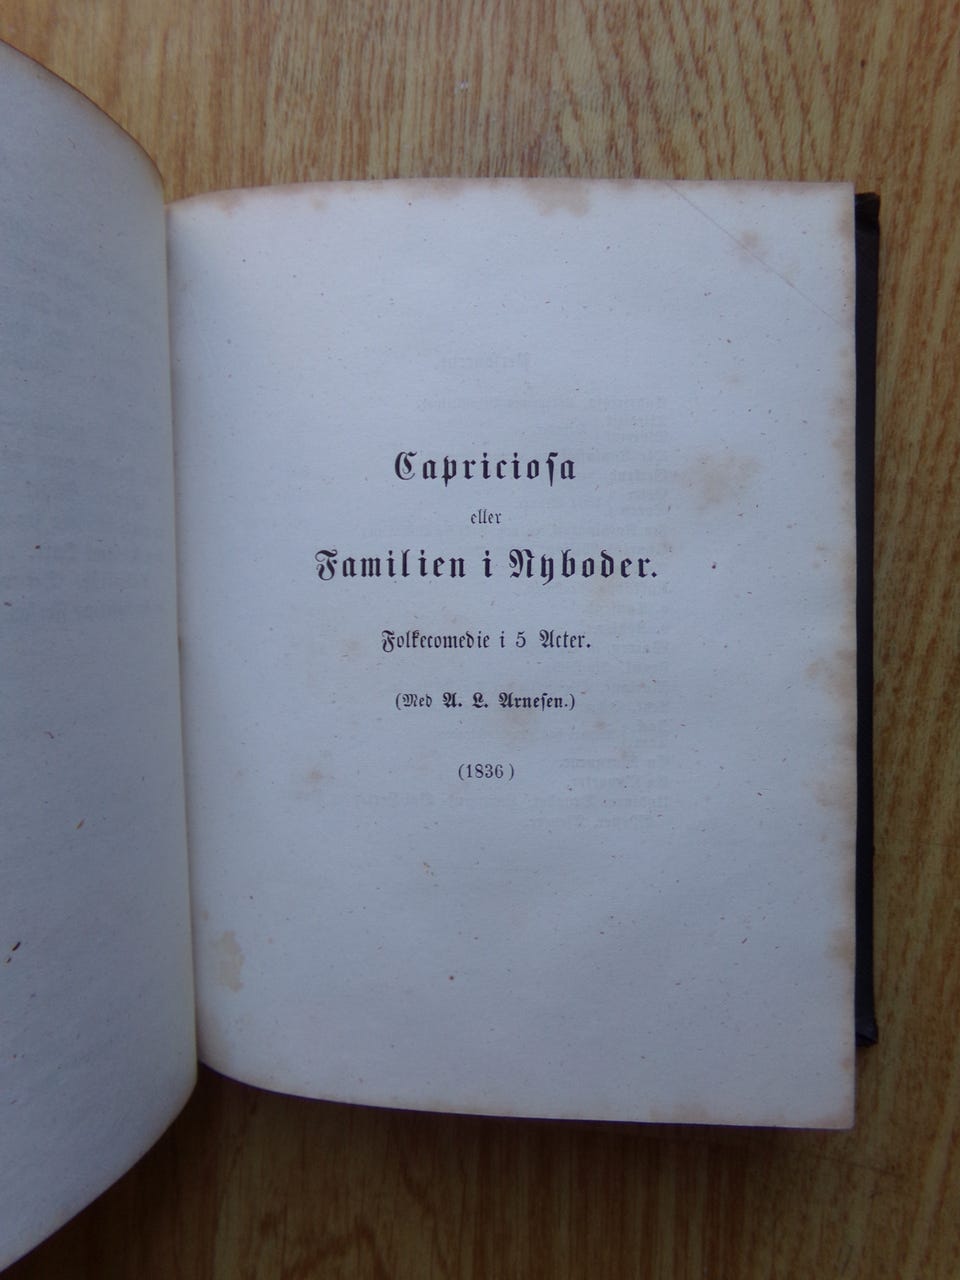 Capricioſa
eller
Familien i Nyboder.
Folkecomedie i 5 Acter.
(Med A. L. Arneſen.)
(1836)